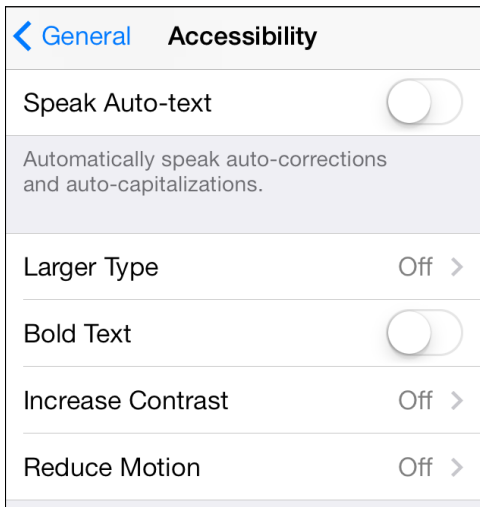 General Accessibility
Speak Auto-text
Automatically speak auto-corrections
and auto-capitalizations.
Larger Type Off
Bold Text
Increase Contrast Off
Reduce Motion Off